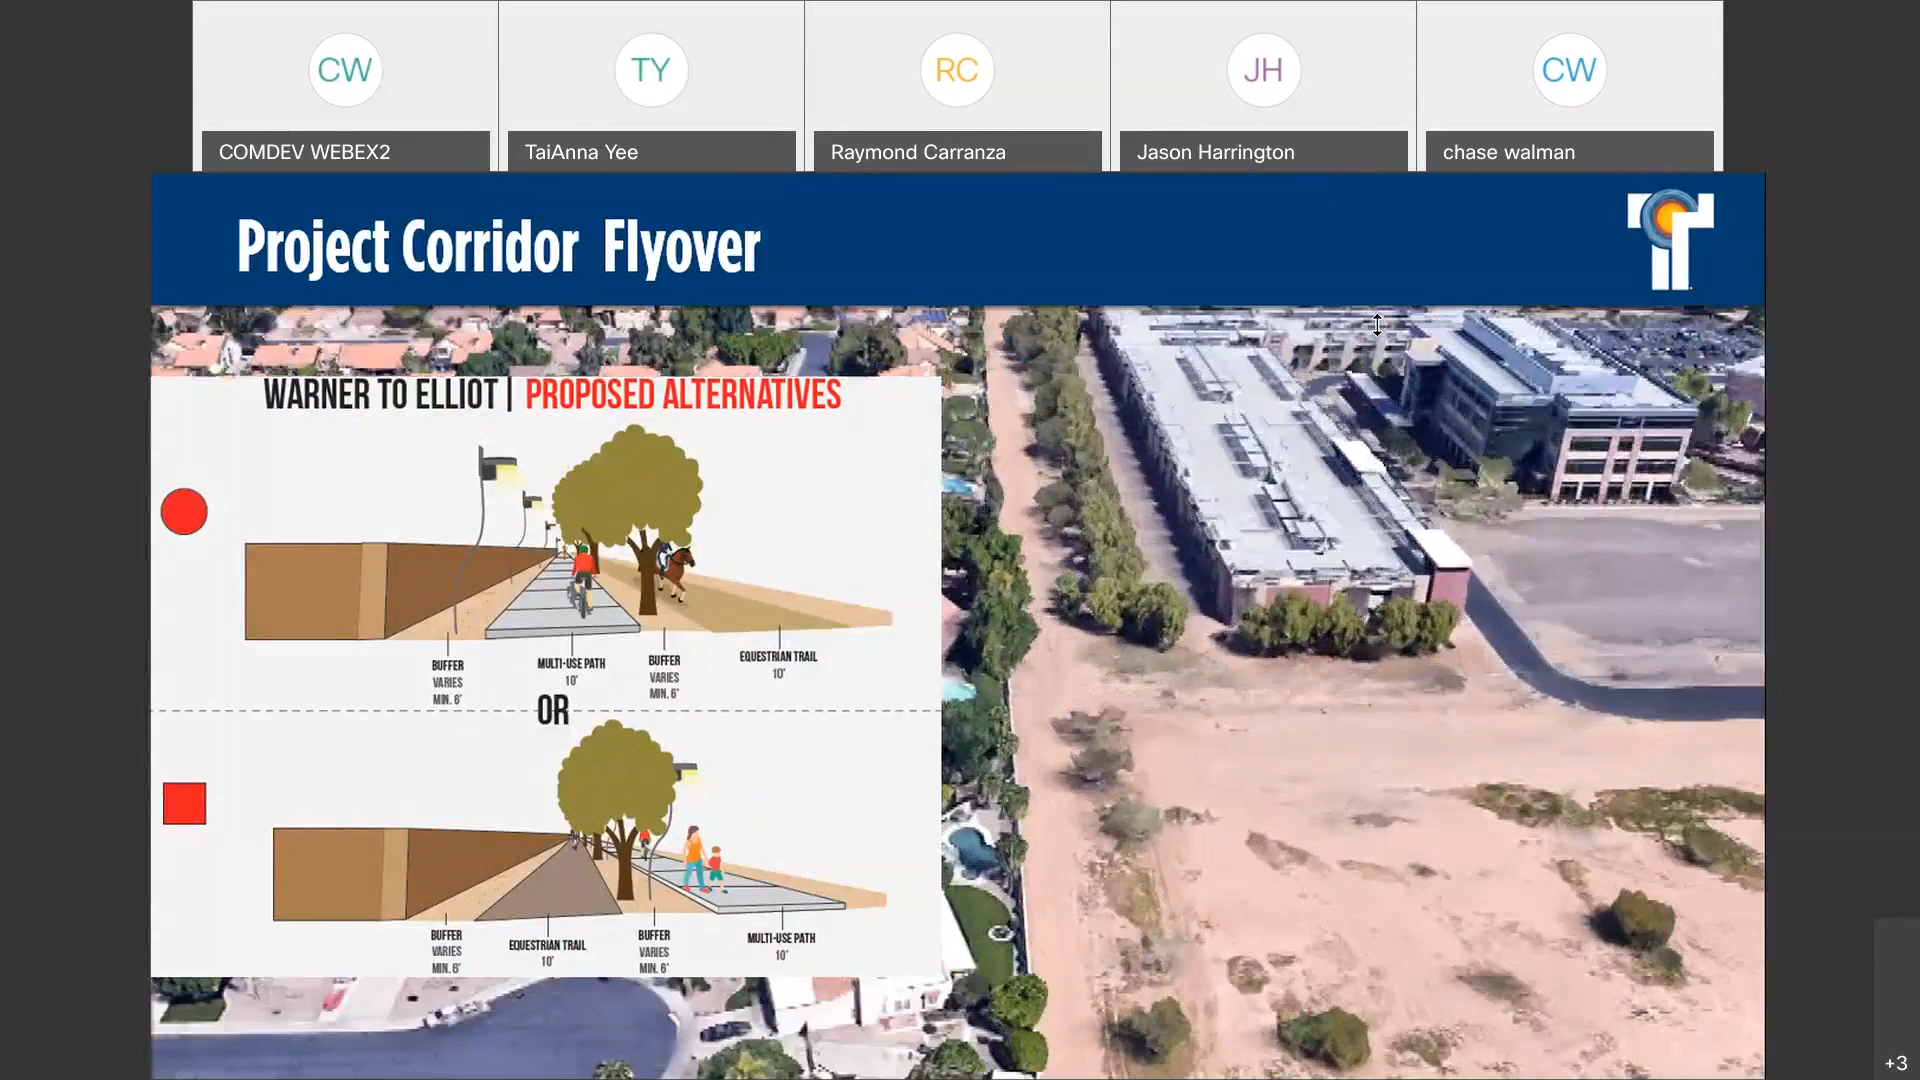 CW
TY
RC
JH
CW
COMDEV WEBEX2
TaiAnna Yee
Raymond Carranza
Jason Harrington
chase walman
Project Corridor Flyover
WARNER TO ELLIOT | PROPOSED ALTERNATIVES
BUFFER
VARIES
MIN. 6'
MULTI-USE PATH
10'
BUFFER
VARIES
MIN. 6'
EQUESTRIAN TRAIL
10'
OR
BUFFER
VARIES
MIN. 6'
EQUESTRIAN TRAIL
10'
BUFFER
VARIES
MIN. 6'
MULTI-USE PATH
10'
+3